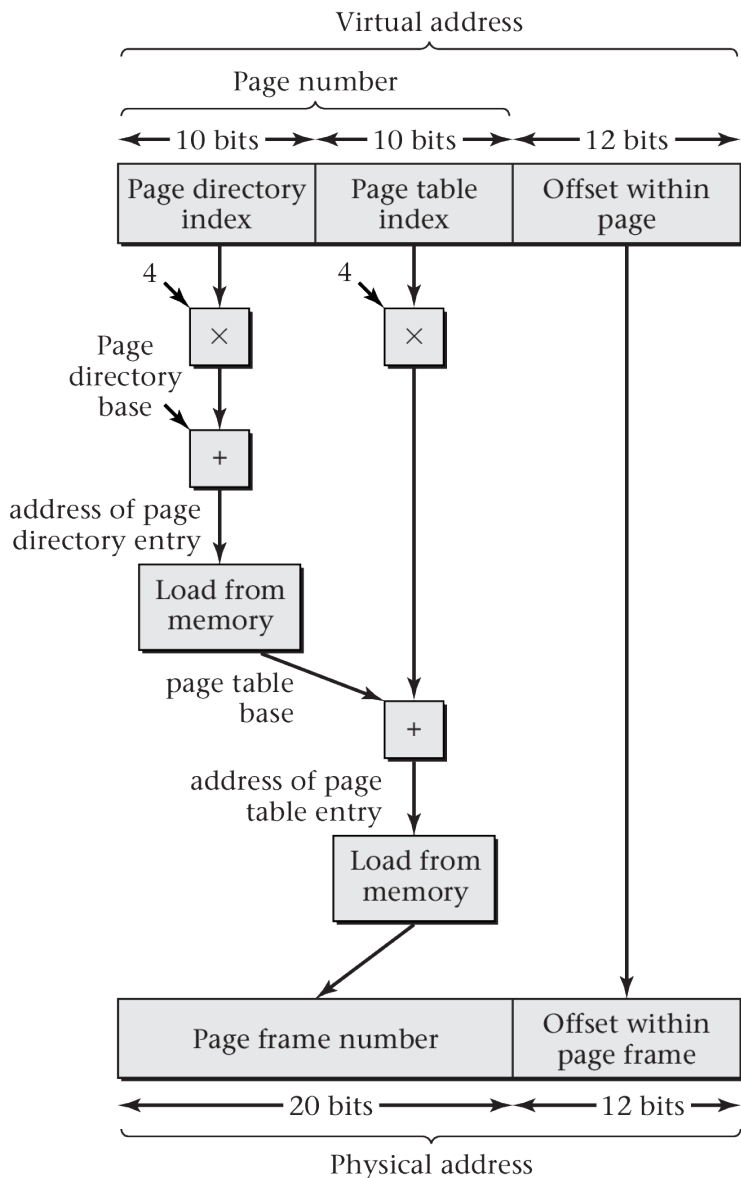 Virtual address
Page number
10 bits
10 bits
12 bits
Page directory
index
Page table
index
Offset within
page
4
4
×
×
Page
directory
base
+
address of page
directory entry
Load from
memory
page table
base
+
address of page
table entry
Load from
memory
Page frame number
Offset within
page frame
20 bits
12 bits
Physical address